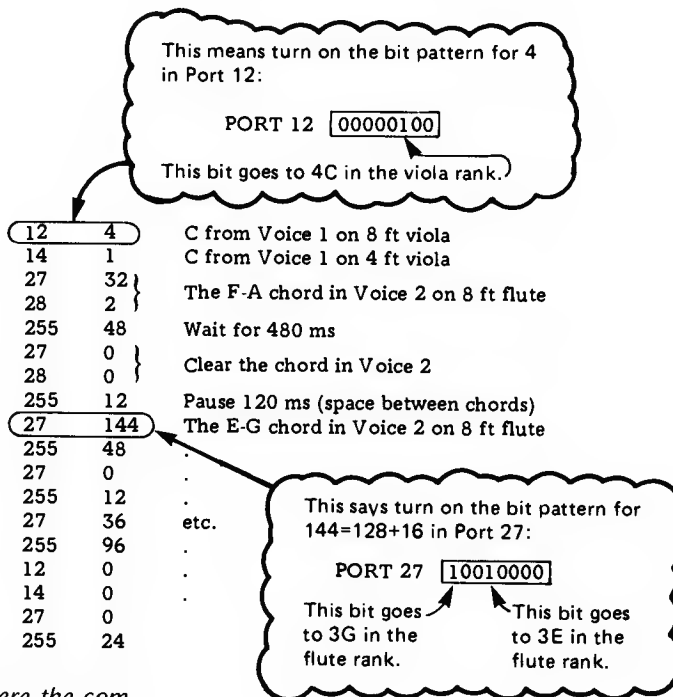 This means turn on the bit pattern for 4
in Port 12:
PORT 12 00000100
This bit goes to 4C in the viola rank.
12 4 C from Voice 1 on 8 ft viola
14 1 C from Voice 1 on 4 ft viola
27 32 }
28 2 } The F-A chord in Voice 2 on 8 ft flute
255 48 Wait for 480 ms
27 0 }
28 0 } Clear the chord in Voice 2
255 12 Pause 120 ms (space between chords)
27 144 The E-G chord in Voice 2 on 8 ft flute
255 48 .
27 0 .
255 12 .
27 36 etc.
255 96 .
12 0 .
14 0 .
27 0
255 24
This says turn on the bit pattern for
144=128+16 in Port 27:
PORT 27 10010000
This bit goes
to 3G in the
flute rank.
This bit goes
to 3E in the
flute rank.